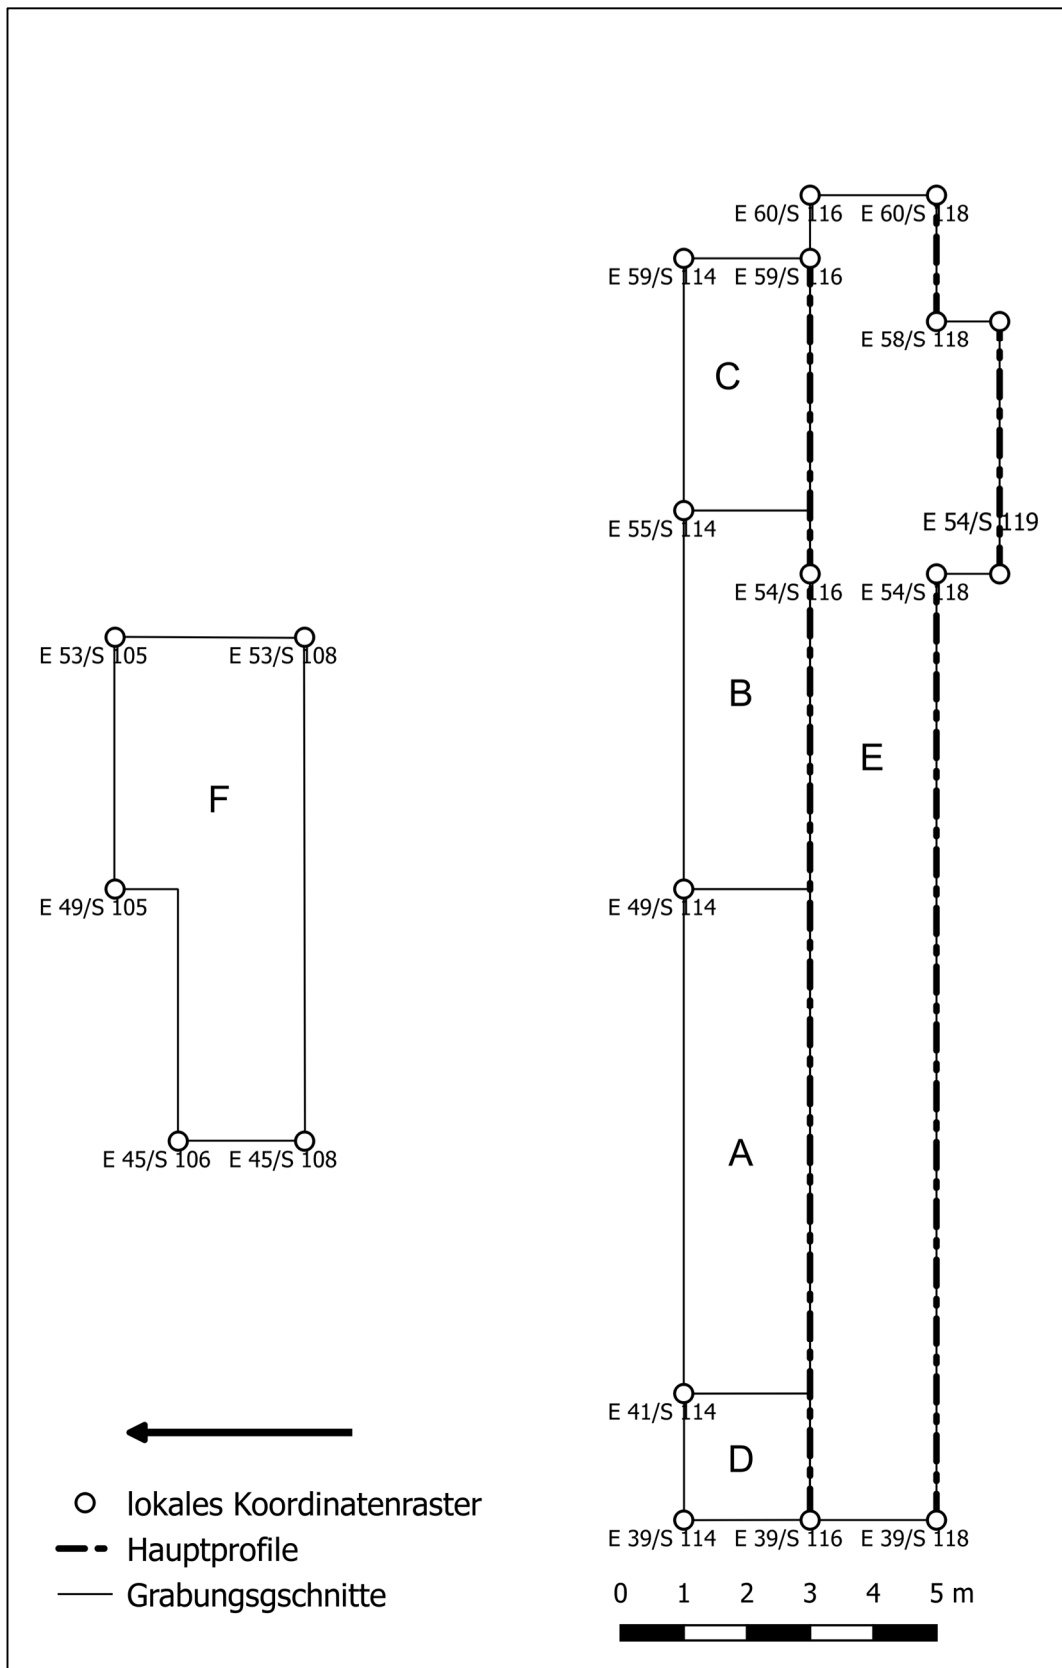 E 60/S 116 E 60/S 118
E 59/S 114 E 59/S 116
E 58/S 118
C
E 54/S 119
E 55/S 114
E 54/S 116 E 54/S 118
E 53/S 105 E 53/S 108
B
E
F
E 49/S 105
E 49/S 114
A
E 45/S 106 E 45/S 108
E 41/S 114
D
lokales Koordinatenraster
E 39/S 114 E 39/S 116 E 39/S 118
Hauptprofile
Grabungsgschnitte
0 1 2 3 4 5 m